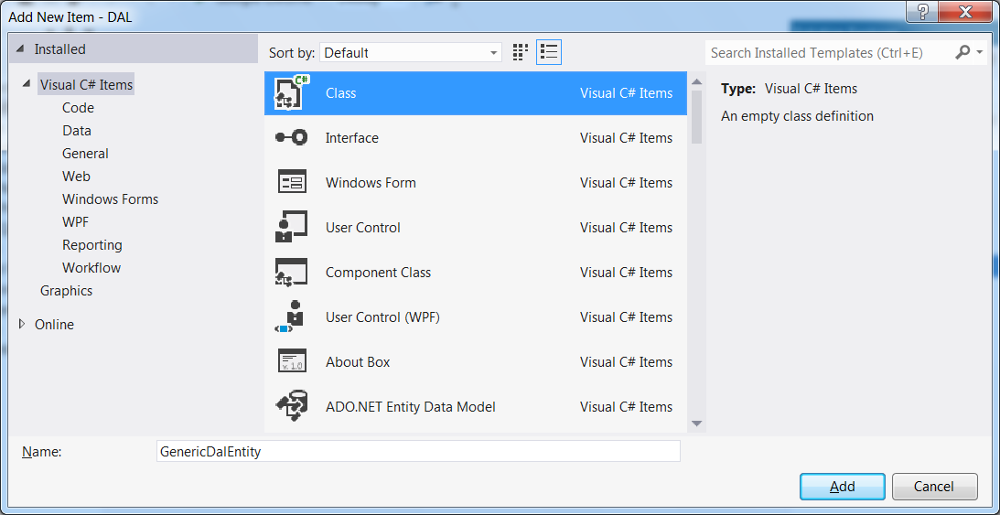 Add New Item - DAL
Installed
Visual C# Items
Code
Data
General
Web
Windows Forms
WPF
Reporting
Workflow
Graphics
Online
Sort by: Default
Class Visual C# Items
Interface Visual C# Items
Windows Form Visual C# Items
User Control Visual C# Items
Component Class Visual C# Items
User Control (WPF) Visual C# Items
About Box Visual C# Items
ADO.NET Entity Data Model Visual C# Items
Search Installed Templates (Ctrl+E)
Type: Visual C# Items
An empty class definition
Name: GenericDalEntity
Add Cancel